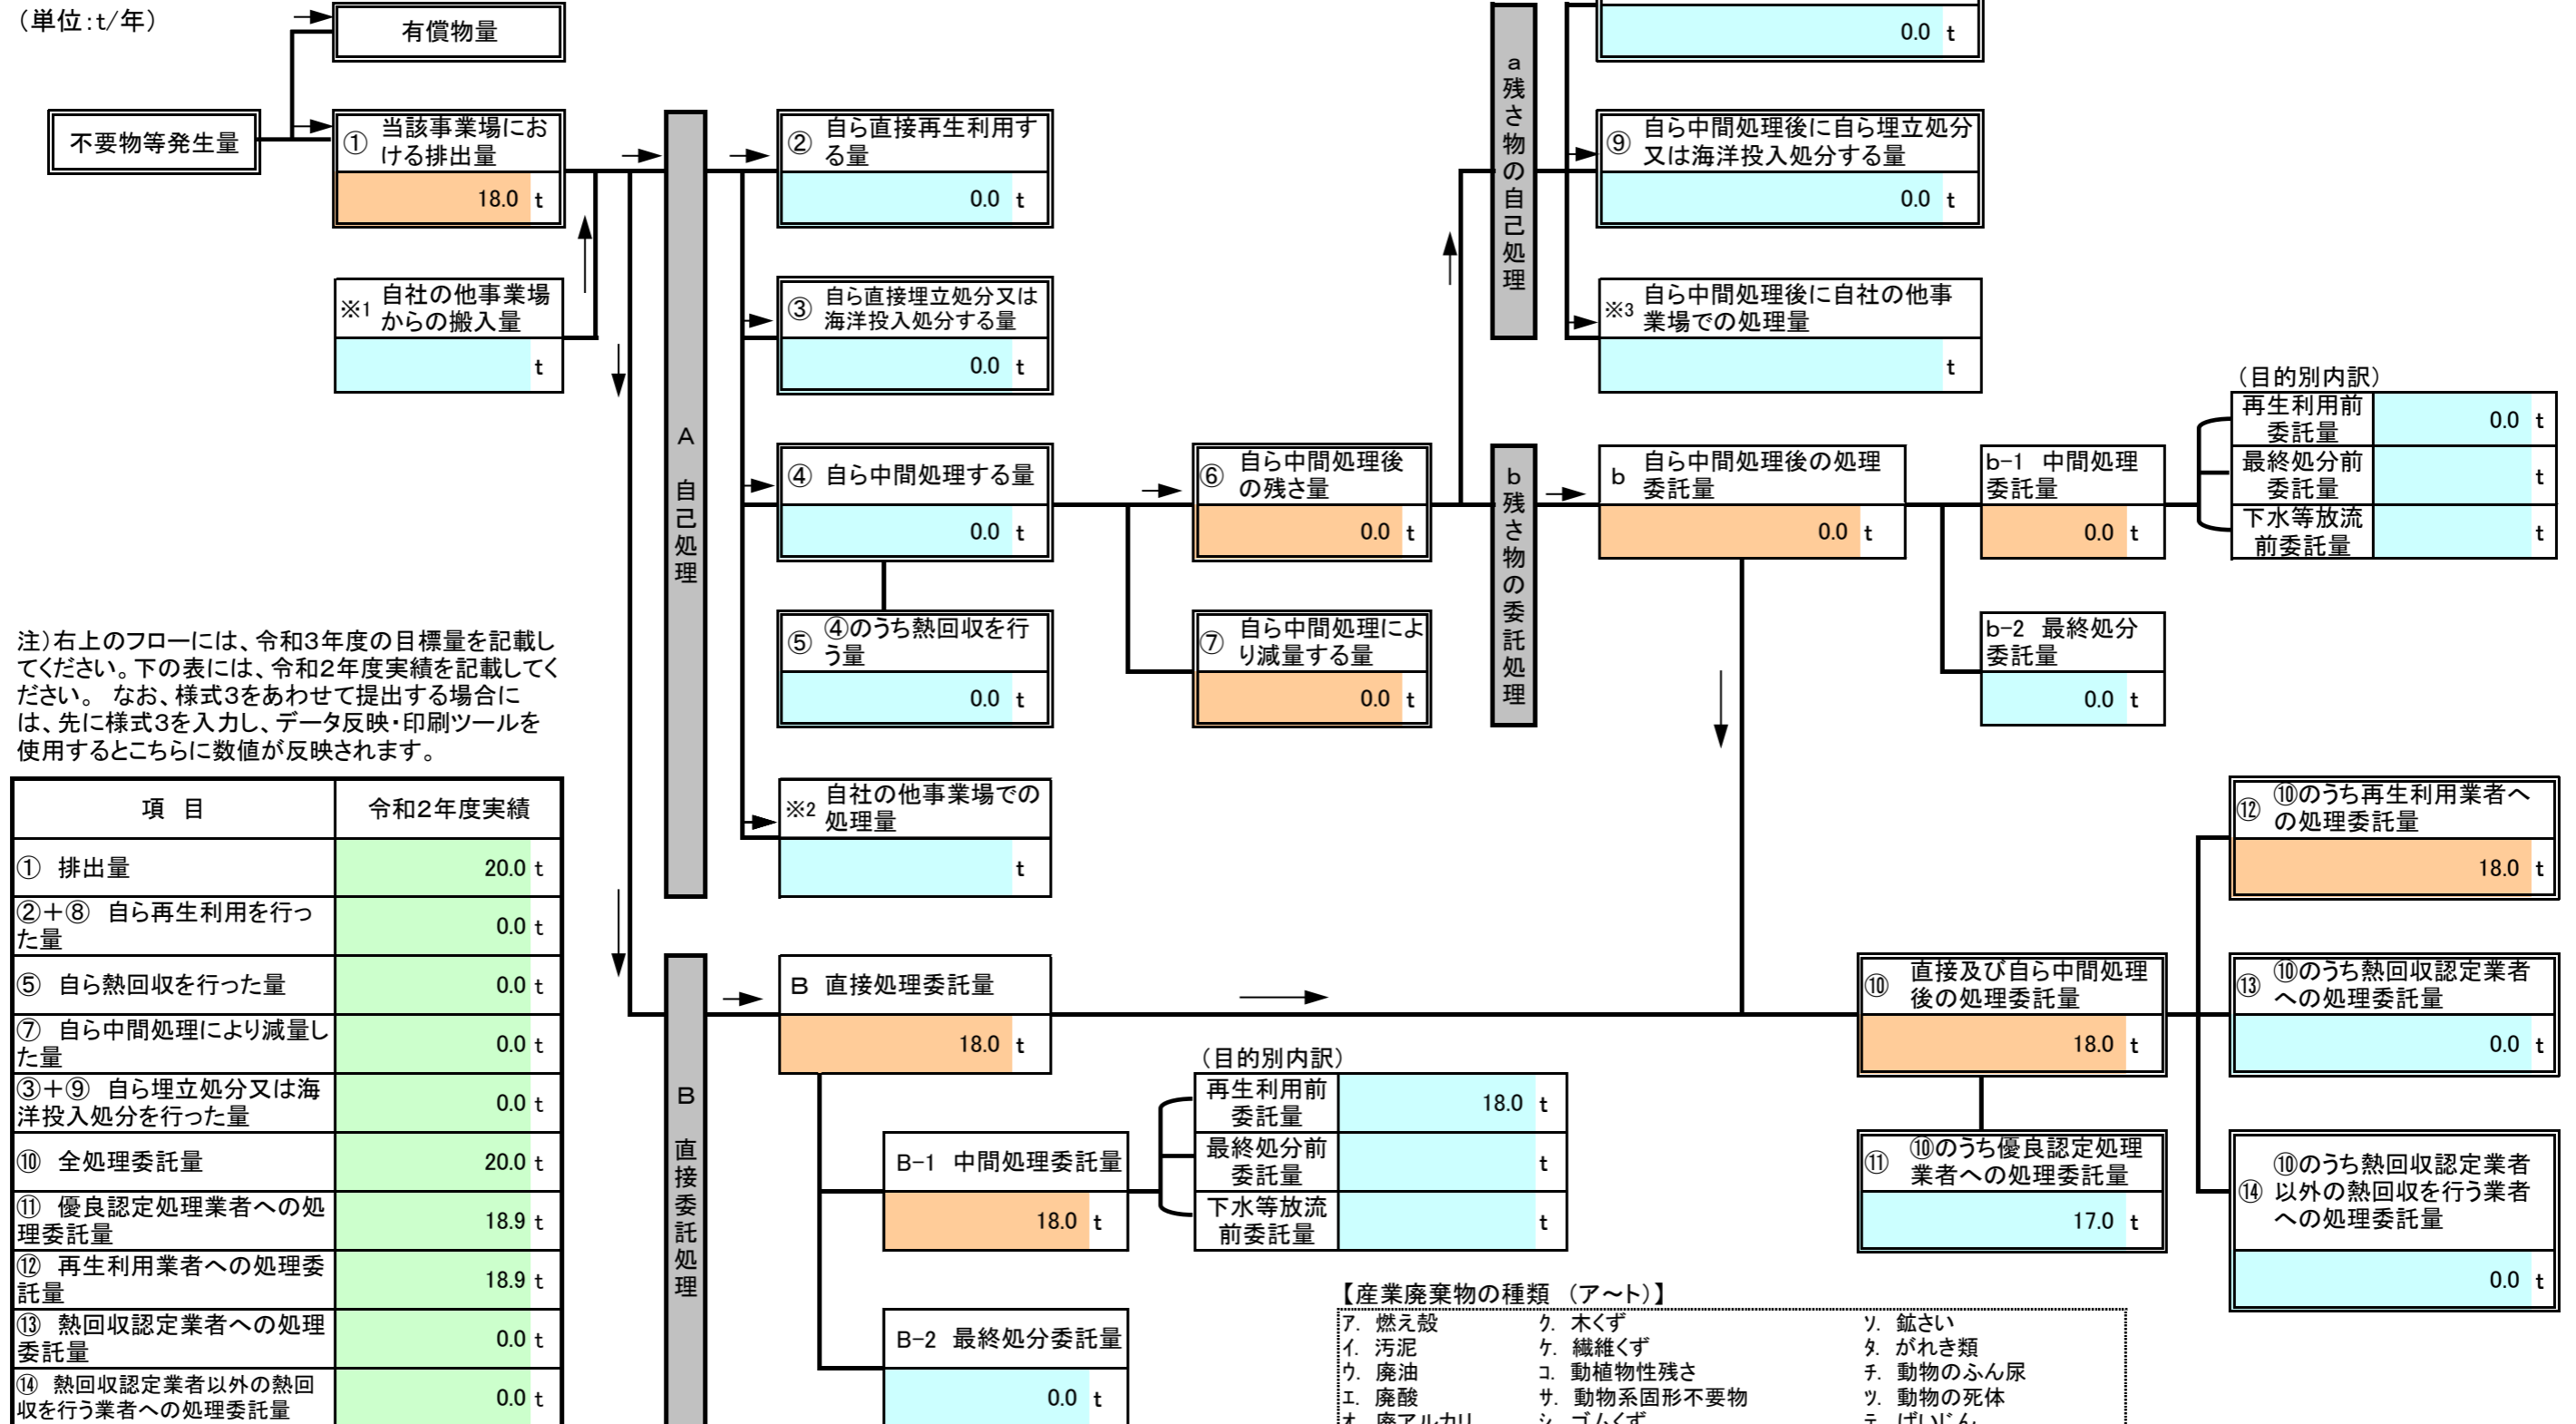 （単位:t/年）
有償物量
不要物等発生量
① 当該事業場にお
ける排出量
18.0 t
※1 自社の他事業場
からの搬入量
t
A 自己処理
② 自ら直接再生利用す
る量
0.0 t
③ 自ら直接埋立処分又は
海洋投入処分する量
0.0 t
④ 自ら中間処理する量
0.0 t
⑤ ④のうち熱回収を行
う量
0.0 t
※2 自社の他事業場での
処理量
t
⑥ 自ら中間処理後
の残さ量
0.0 t
⑦ 自ら中間処理によ
り減量する量
0.0 t
a残さ物の自己処理
0.0 t
⑨ 自ら中間処理後に自ら埋立処分
又は海洋投入処分する量
0.0 t
※3 自ら中間処理後に自社の他事
業場での処理量
t
b残さ物の委託処理
b 自ら中間処理後の処理
委託量
0.0 t
b-1 中間処理
委託量
0.0 t
（目的別内訳）
再生利用前
委託量
0.0 t
最終処分前
委託量
t
下水等放流
前委託量
t
b-2 最終処分
委託量
0.0 t
注）右上のフローには、令和３年度の目標量を記載し
てください。下の表には、令和２年度実績を記載してく
ださい。 なお、様式３をあわせて提出する場合に
は、先に様式３を入力し、データ反映・印刷ツールを
使用するとこちらに数値が反映されます。
項 目 令和２年度実績
① 排出量 20.0 t
②＋⑧ 自ら再生利用を行っ
た量
0.0 t
⑤ 自ら熱回収を行った量 0.0 t
⑦ 自ら中間処理により減量し
た量
0.0 t
③＋⑨ 自ら埋立処分又は海
洋投入処分を行った量
0.0 t
⑩ 全処理委託量 20.0 t
⑪ 優良認定処理業者への処
理委託量
18.9 t
⑫ 再生利用業者への処理委
託量
18.9 t
⑬ 熱回収認定業者への処理
委託量
0.0 t
⑭ 熱回収認定業者以外の熱回
収を行う業者への処理委託量
0.0 t
B 直接委託処理
B 直接処理委託量
18.0 t
B-1 中間処理委託量
18.0 t
（目的別内訳）
再生利用前
委託量
18.0 t
最終処分前
委託量
t
下水等放流
前委託量
t
B-2 最終処分委託量
0.0 t
⑩ 直接及び自ら中間処理
後の処理委託量
18.0 t
⑪ ⑩のうち優良認定処理
業者への処理委託量
17.0 t
⑫ ⑩のうち再生利用業者へ
の処理委託量
18.0 t
⑬ ⑩のうち熱回収認定業者
への処理委託量
0.0 t
⑭ ⑩のうち熱回収認定業者
以外の熱回収を行う業者
への処理委託量
0.0 t
【産業廃棄物の種類 （ア～ト）】
ｱ. 燃え殻 ｸ. 木くず ｿ. 鉱さい
ｲ. 汚泥 ｹ. 繊維くず ﾀ. がれき類
ｳ. 廃油 ｺ. 動植物性残さ ﾁ. 動物のふん尿
ｴ. 廃酸 ｻ. 動物系固形不要物 ﾂ. 動物の死体
ｵ. 廃アルカリ ｼ. ゴムくず ﾃ. ばいじん